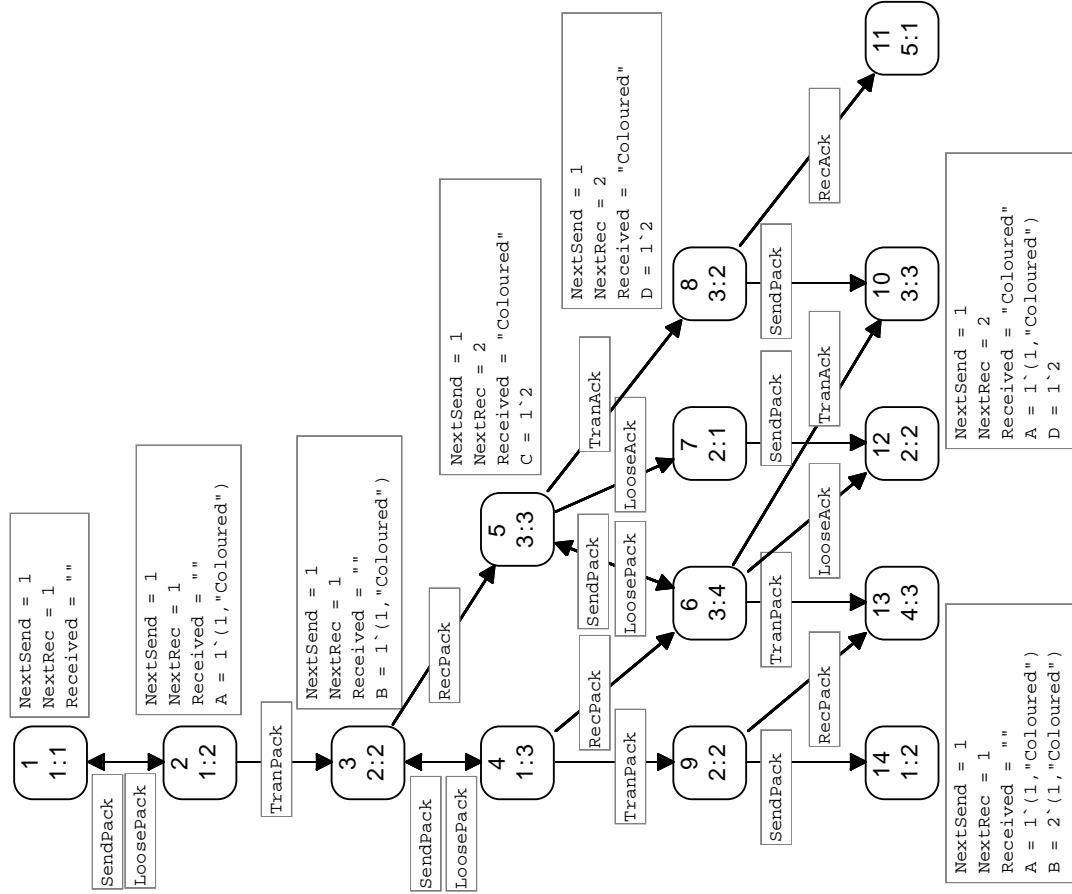 1
1:1
NextSend = 1
NextRec = 1
Received = ""
SendPack
LoosePack
2
1:2
NextSend = 1
NextRec = 1
Received = ""
A = 1`(1,"Coloured")
TranPack
3
2:2
NextSend = 1
NextRec = 1
Received = ""
B = 1`(1,"Coloured")
SendPack
LoosePack
RecPack
4
1:3
5
3:3
NextSend = 1
NextRec = 2
Received = "Coloured"
C = 1`2
SendPack
LoosePack
LooseAck
TranAck
RecPack
TranPack
9
2:2
6
3:4
7
2:1
8
3:2
NextSend = 1
NextRec = 2
Received = "Coloured"
D = 1`2
SendPack
RecPack
TranPack
LooseAck
SendPack
TranAck
SendPack
RecAck
14
1:2
13
4:3
12
2:2
10
3:3
11
5:1
NextSend = 1
NextRec = 1
Received = ""
A = 1`(1,"Coloured")
B = 2`(1,"Coloured")
NextSend = 1
NextRec = 2
Received = "Coloured"
A = 1`(1,"Coloured")
D = 1`2